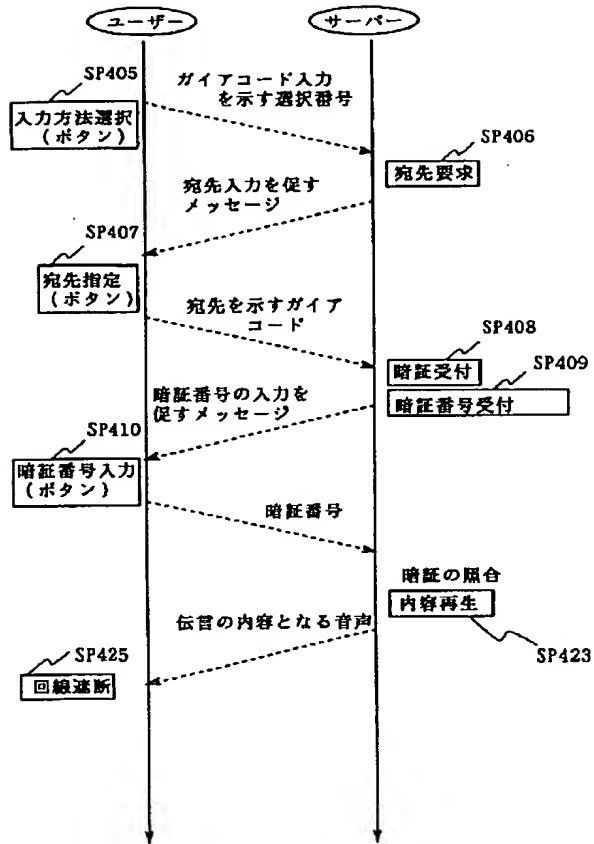 ユーザー
サーバー
SP405
ガイアコード入力
を示す選択番号
入力方法選択
(ボタン)
SP406
宛先要求
宛先入力を促す
メッセージ
SP407
宛先指定
(ボタン)
宛先を示すガイア
コード
SP408
暗証受付
SP409
暗証番号受付
暗証番号の入力を
促すメッセージ
SP410
暗証番号入力
(ボタン)
暗証番号
暗証の照合
内容再生
伝言の内容となる音声
SP423
SP425
回線遮断